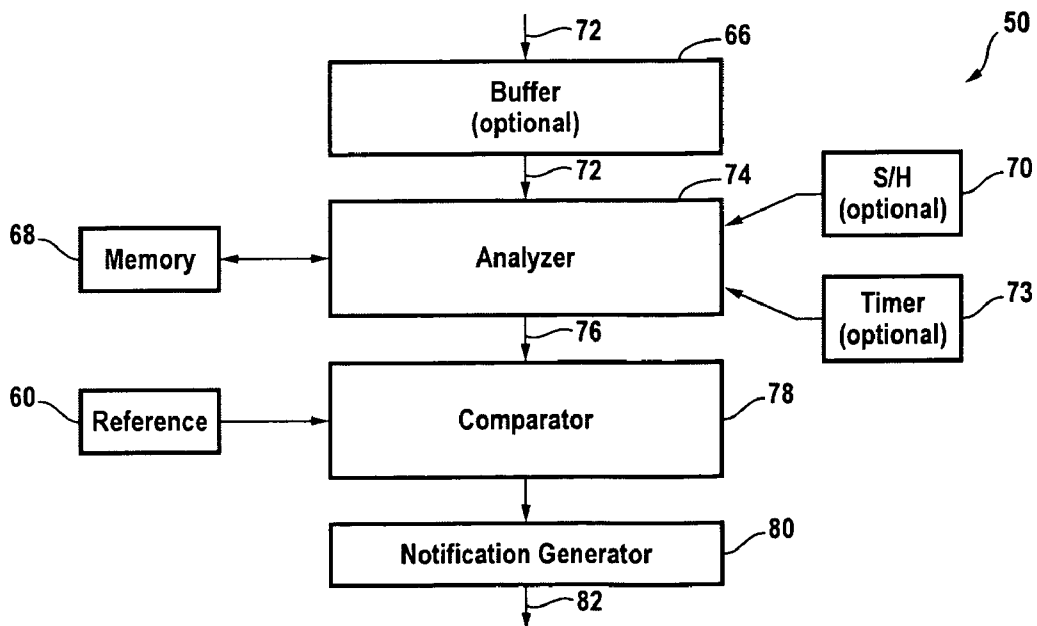 72
66
50
Buffer
(optional)
72
74
S/H
(optional)
70
68
Memory
Analyzer
Timer
(optional)
73
76
60
Reference
Comparator
78
Notification Generator
80
82